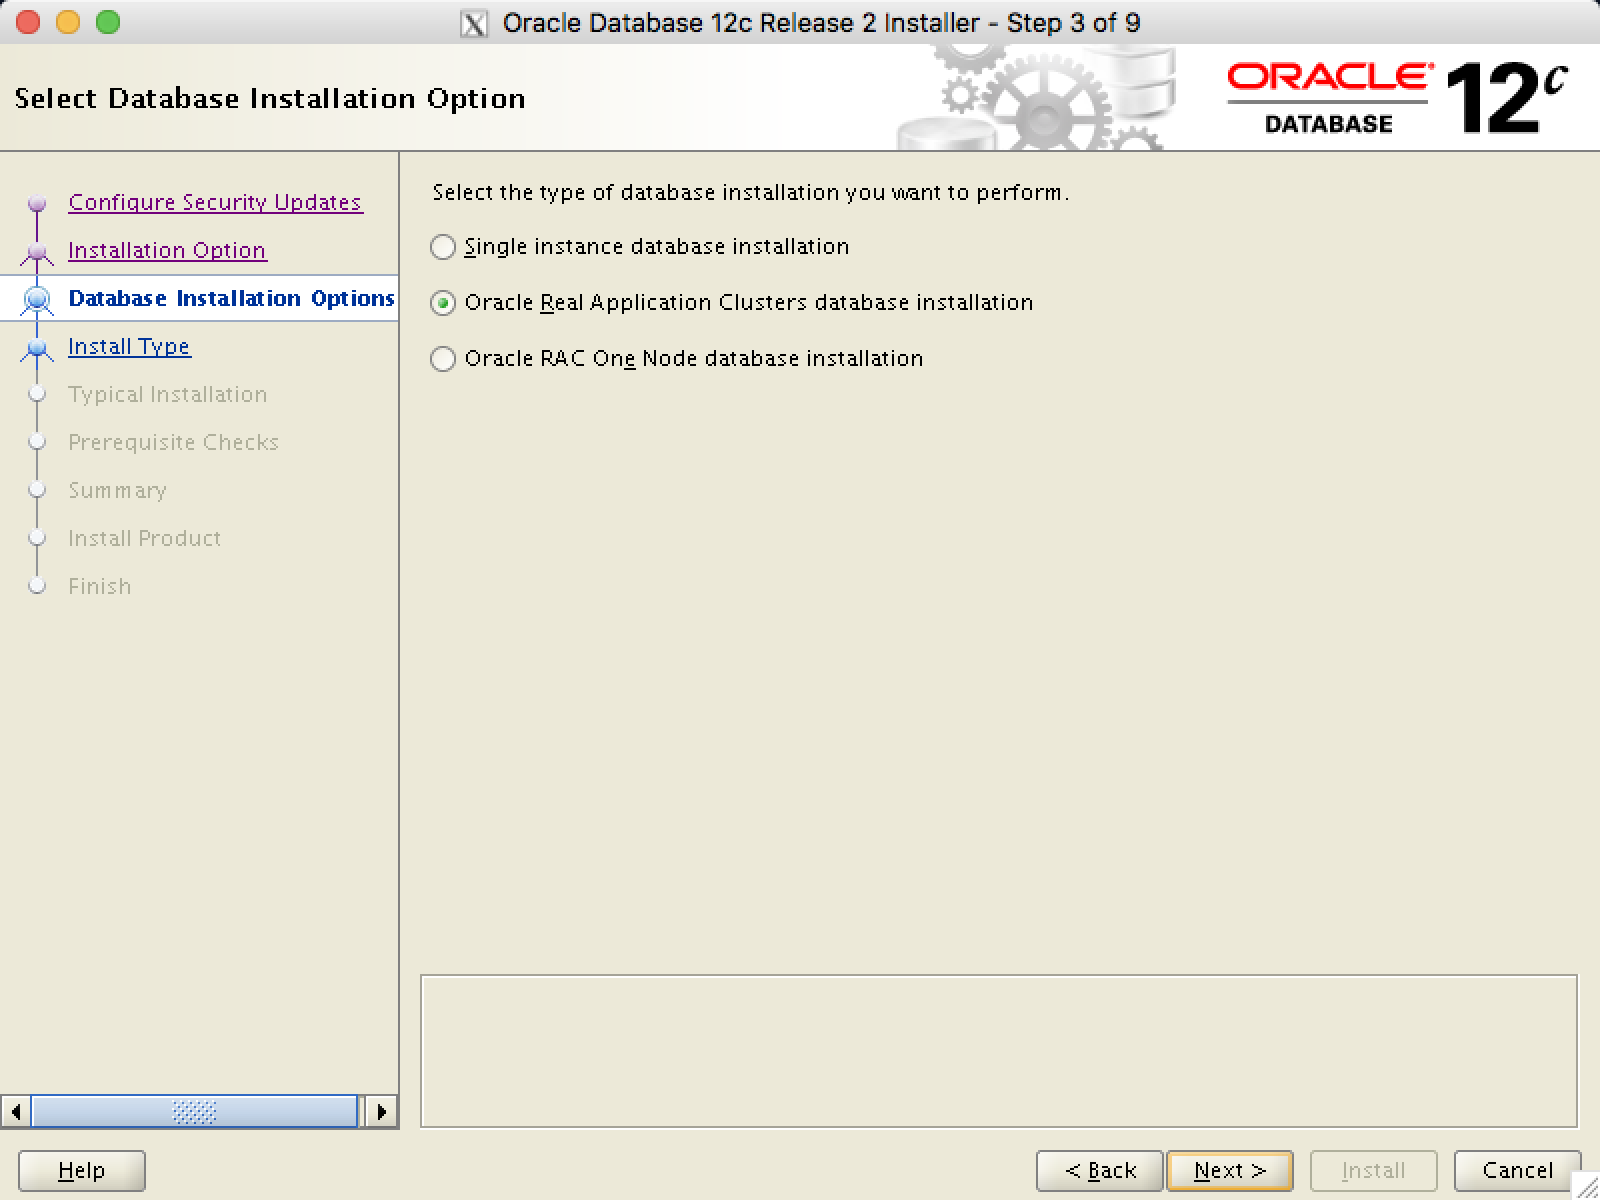 Oracle Database 12c Release 2 Installer - Step 3 of 9
Select Database Installation Option
ORACLE
DATABASE
12c
Configure Security Updates
Installation Option
Database Installation Options
Install Type
Typical Installation
Prerequisite Checks
Summary
Install Product
Finish
Select the type of database installation you want to perform.
Single instance database installation
Oracle Real Application Clusters database installation
Oracle RAC One Node database installation
Help
< Back
Next >
Install
Cancel